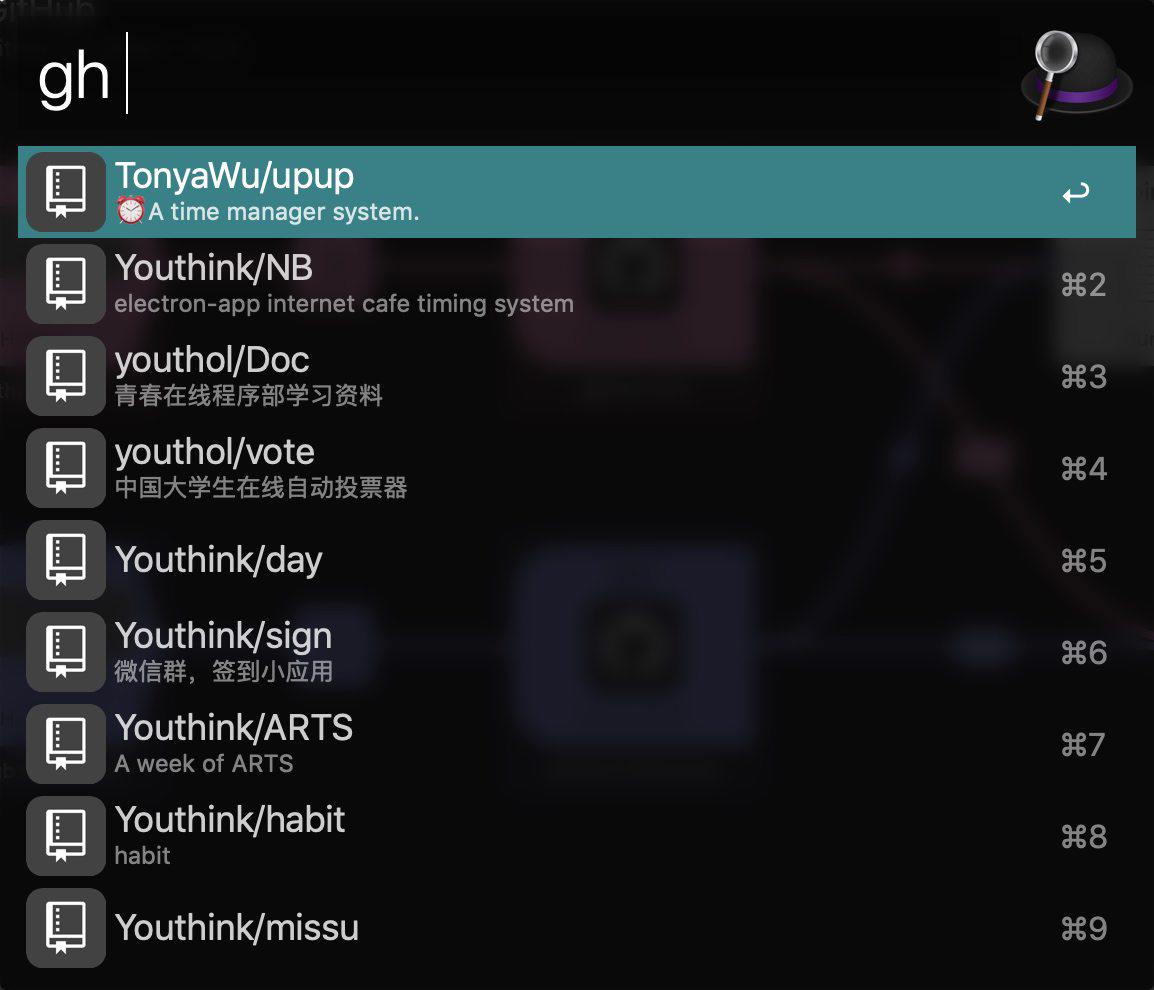 gh
TonyaWu/upup
⏰A time manager system.
↩
Youthink/NB
electron-app internet cafe timing system
⌘2
youthol/Doc
青春在线程序部学习资料
⌘3
youthol/vote
中国大学生在线自动投票器
⌘4
Youthink/day
⌘5
Youthink/sign
微信群，签到小应用
⌘6
Youthink/ARTS
A week of ARTS
⌘7
Youthink/habit
habit
⌘8
Youthink/missu
⌘9